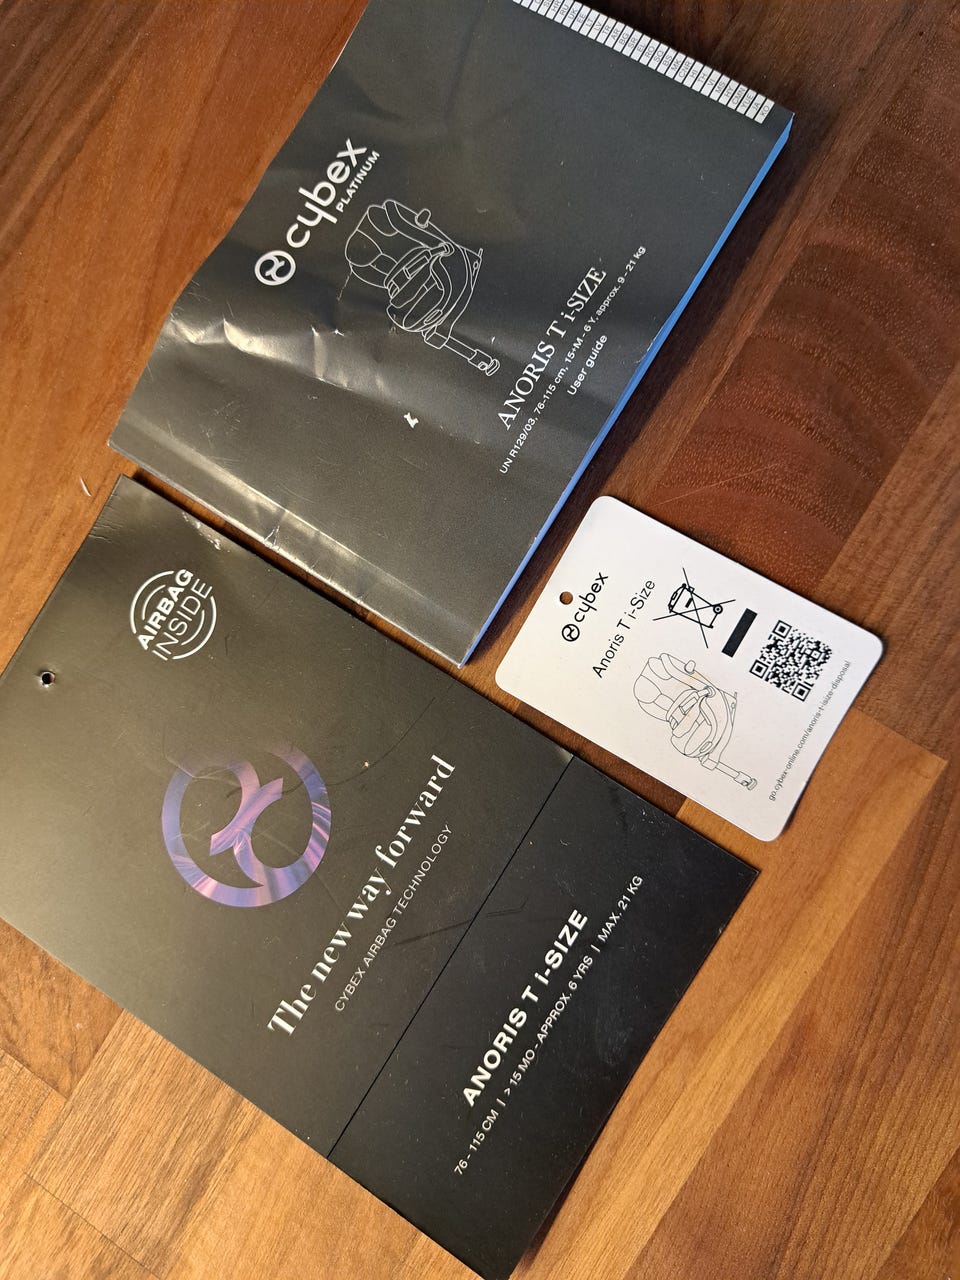 cybex
PLATINUM
ANORIS T i-SIZE
UN R129/03, 76-115 cm, 15+M - 6 Y, approx. 9 - 21 kg
User guide
AIRBAG
INSIDE
The new way forward
CYBEX AIRBAG TECHNOLOGY
ANORIS T i-SIZE
76 - 115 CM | > 15 MO - APPROX. 6 YRS | MAX. 21 KG
cybex
Anoris T i-Size
go.cybex-online.com/anoris-t-isize-disposal